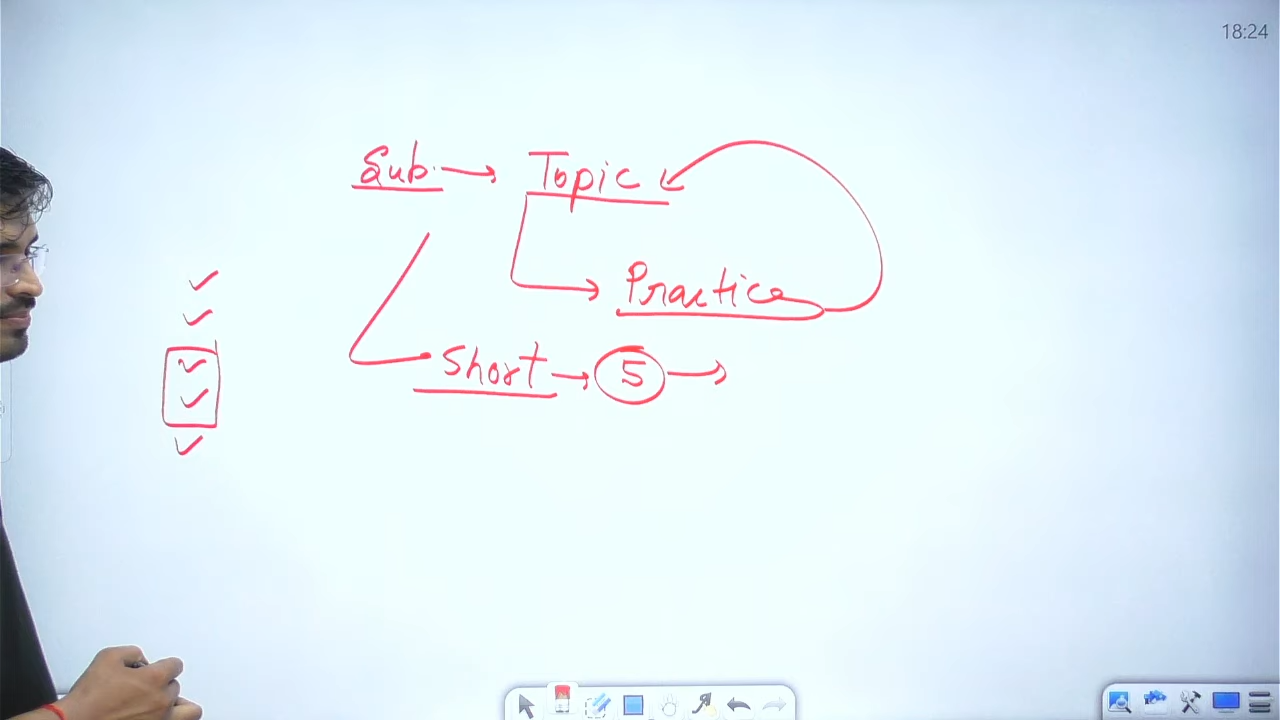 18:24
Sub. → Topic
Practice
Short → 5 →